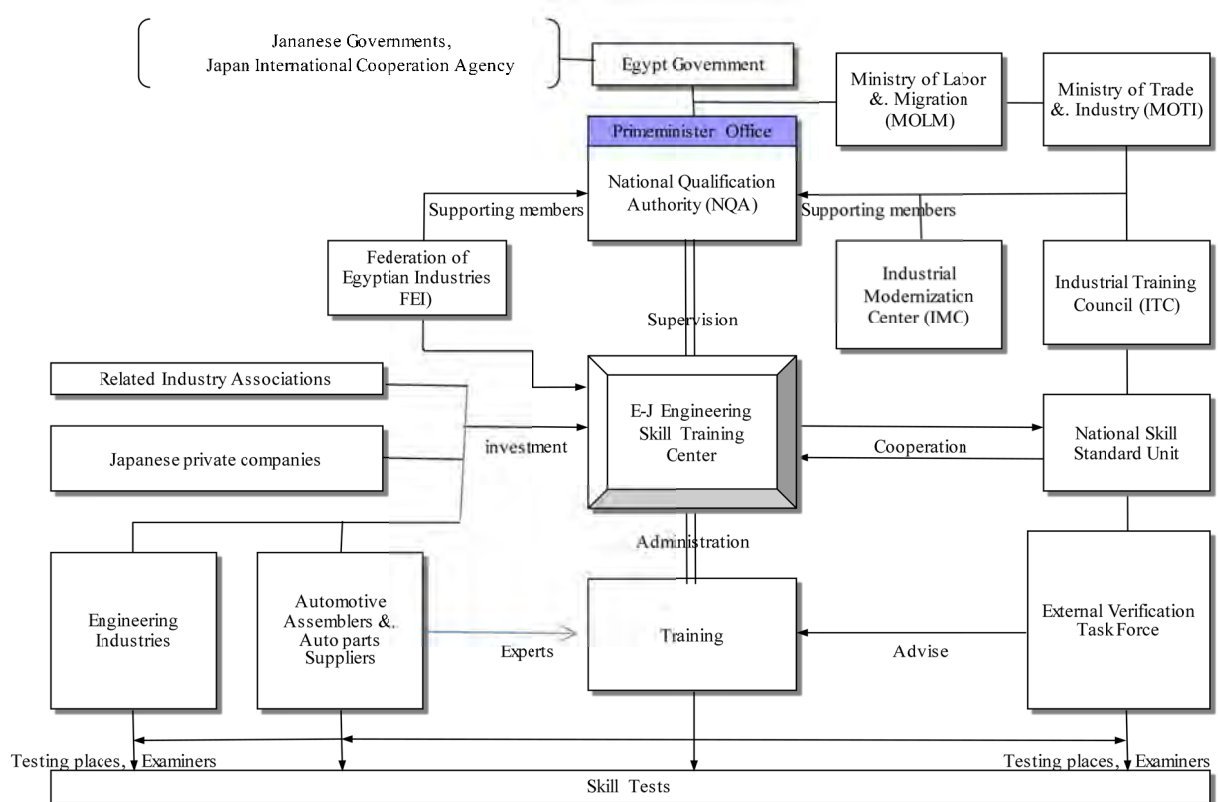 Jananese Governments,
Japan International Cooperation Agency
Egypt Government
Ministry of Labor
&. Migration
(MOLM)
Ministry of Trade
&. Industry (MOTI)
Primeminister Office
National Qualification
Authority (NQA)
Supporting members
Supporting members
Federation of
Egyptian Industries
FEI)
Industrial
Modernization
Center (IMC)
Industrial Training
Council (ITC)
Supervision
Related Industry Associations
E-J Engineering
Skill Training
Center
investment
Cooperation
National Skill
Standard Unit
Japanese private companies
Administration
Engineering
Industries
Automotive
Assemblers &.
Auto parts
Suppliers
Experts
Training
Advise
External Verification
Task Force
Testing places, Examiners
Testing places, Examiners
Skill Tests